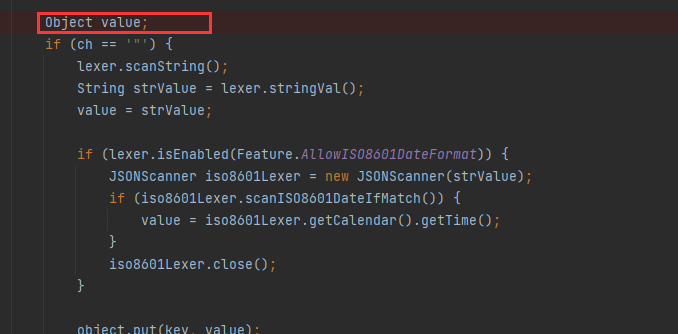 Object value;
if (ch == '"') {
lexer.scanString();
String strValue = lexer.stringVal();
value = strValue;
if (lexer.isEnabled(Feature.AllowISO8601DateFormat)) {
JSONScanner iso8601Lexer = new JSONScanner(strValue);
if (iso8601Lexer.scanISO8601DateIfMatch()) {
value = iso8601Lexer.getCalendar().getTime();
}
iso8601Lexer.close();
}
object.put(key, value);